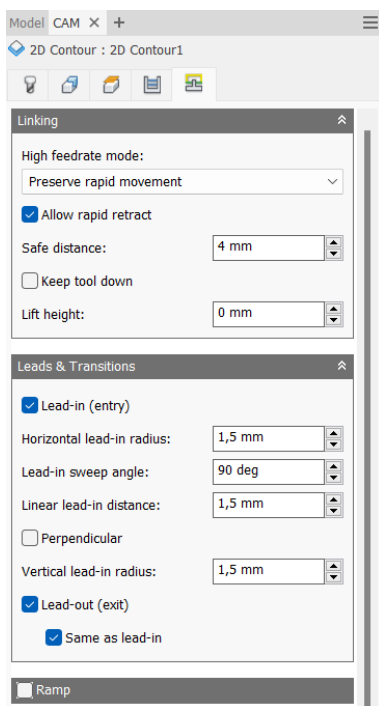 Model CAM
2D Contour : 2D Contour1
Linking
High feedrate mode:
Preserve rapid movement
Allow rapid retract
Safe distance: 4 mm
Keep tool down
Lift height: 0 mm
Leads & Transitions
Lead-in (entry)
Horizontal lead-in radius: 1,5 mm
Lead-in sweep angle: 90 deg
Linear lead-in distance: 1,5 mm
Perpendicular
Vertical lead-in radius: 1,5 mm
Lead-out (exit)
Same as lead-in
Ramp